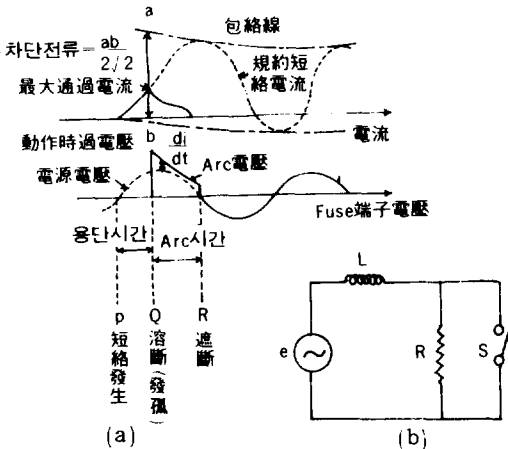 a
包絡線
차단전류=ab/2√2
規約短
絡電流
最大通過電流
電流
動作時過電壓
b
di/dt
Arc電壓
電源電壓
Fuse端子電壓
용단시간
Arc시간
p 短絡發生
Q 溶斷(發孤)
R 遮斷
(a)
L
e
R
S
(b)